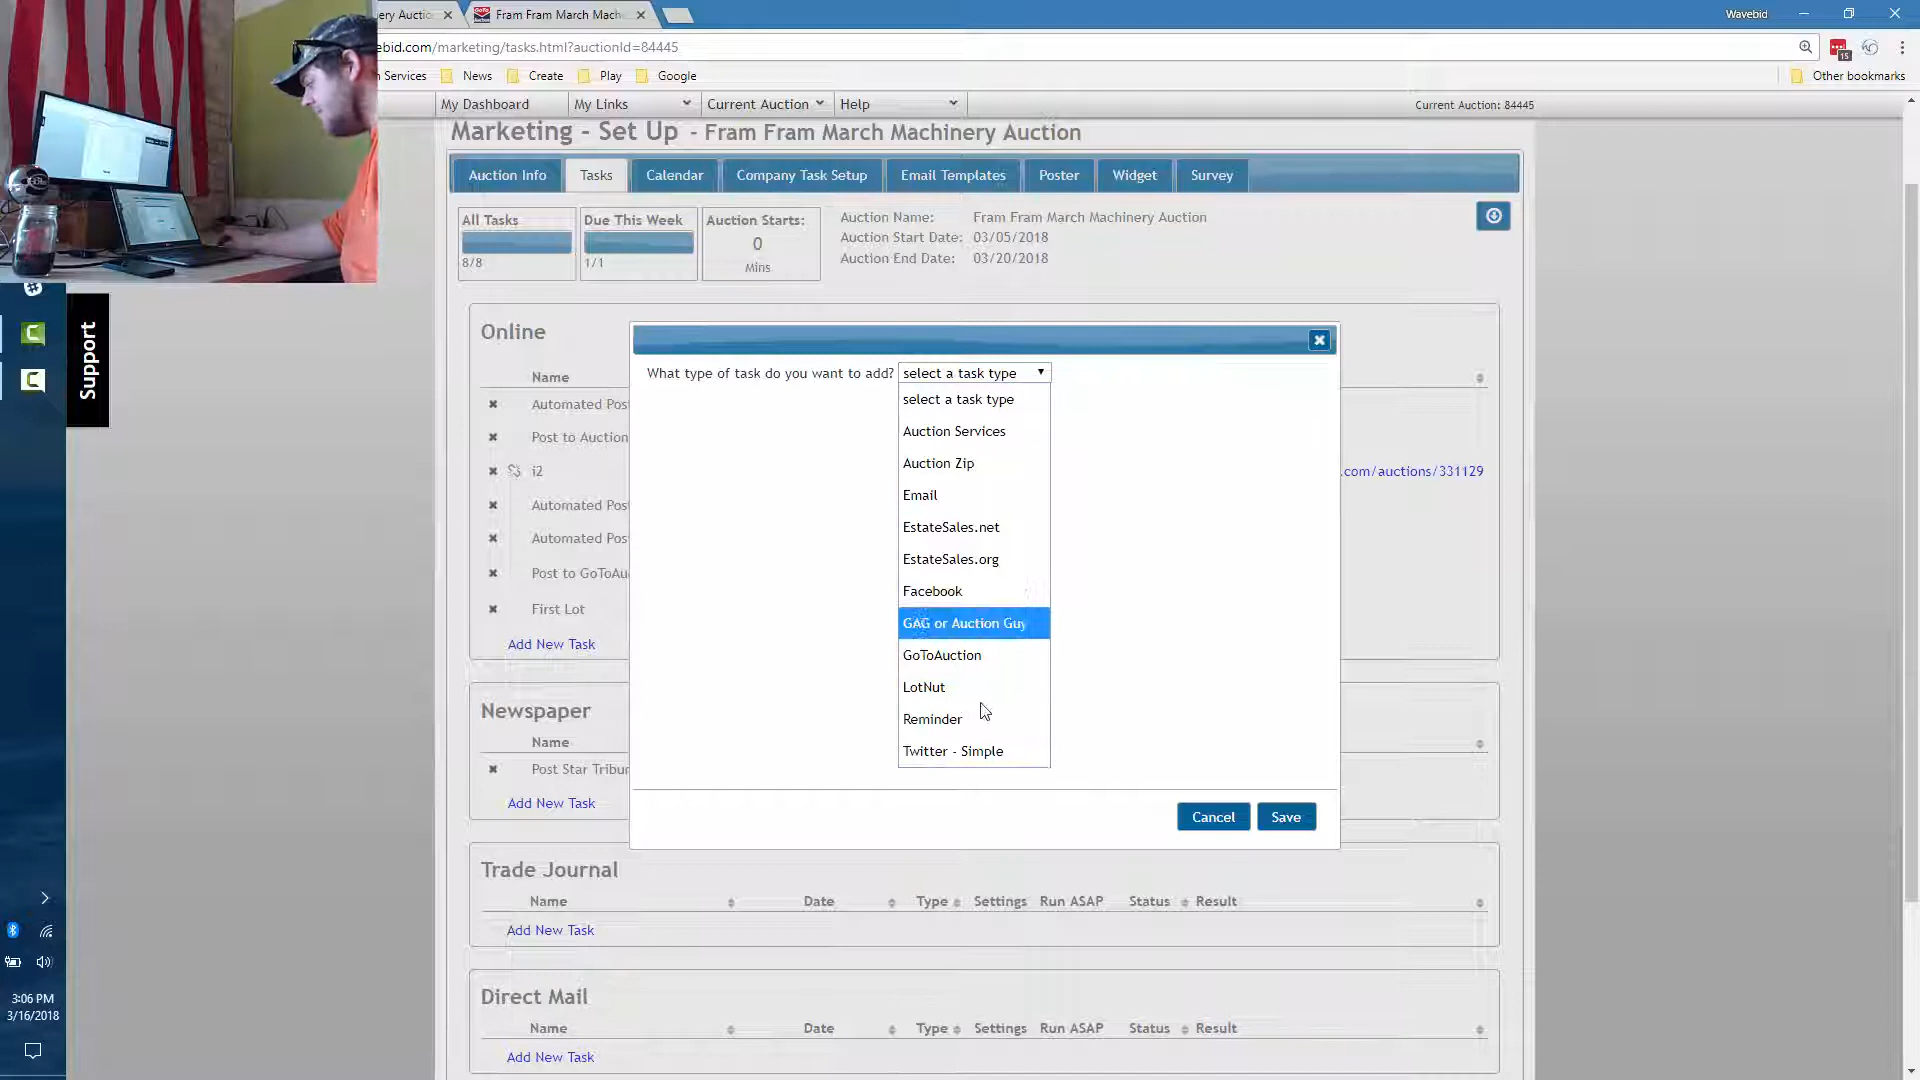 ery Auctio
Fram Fram March Mach
Wavebid
ebid.com/marketing/tasks.html?auctionId=84445
15
n Services
News
Create
Play
Google
Other bookmarks
My Dashboard
My Links
Current Auction
Help
Current Auction: 84445
Marketing - Set Up - Fram Fram March Machinery Auction
Auction Info
Tasks
Calendar
Company Task Setup
Email Templates
Poster
Widget
Survey
All Tasks
8/8
Due This Week
1/1
Auction Starts:
0
Mins
Auction Name: Fram Fram March Machinery Auction
Auction Start Date: 03/05/2018
Auction End Date: 03/20/2018
Support
Online
Name
Automated Pos
Post to Auction
i2
.com/auctions/331129
Automated Pos
Automated Pos
Post to GoToAu
First Lot
Add New Task
What type of task do you want to add? select a task type
select a task type
Auction Services
Auction Zip
Email
EstateSales.net
EstateSales.org
Facebook
GAG or Auction Guy
GoToAuction
LotNut
Reminder
Twitter - Simple
Cancel
Save
Newspaper
Name
Post Star Tribun
Add New Task
Trade Journal
Name Date Type Settings Run ASAP Status Result
Add New Task
Direct Mail
Name Date Type Settings Run ASAP Status Result
Add New Task
3:06 PM
3/16/2018